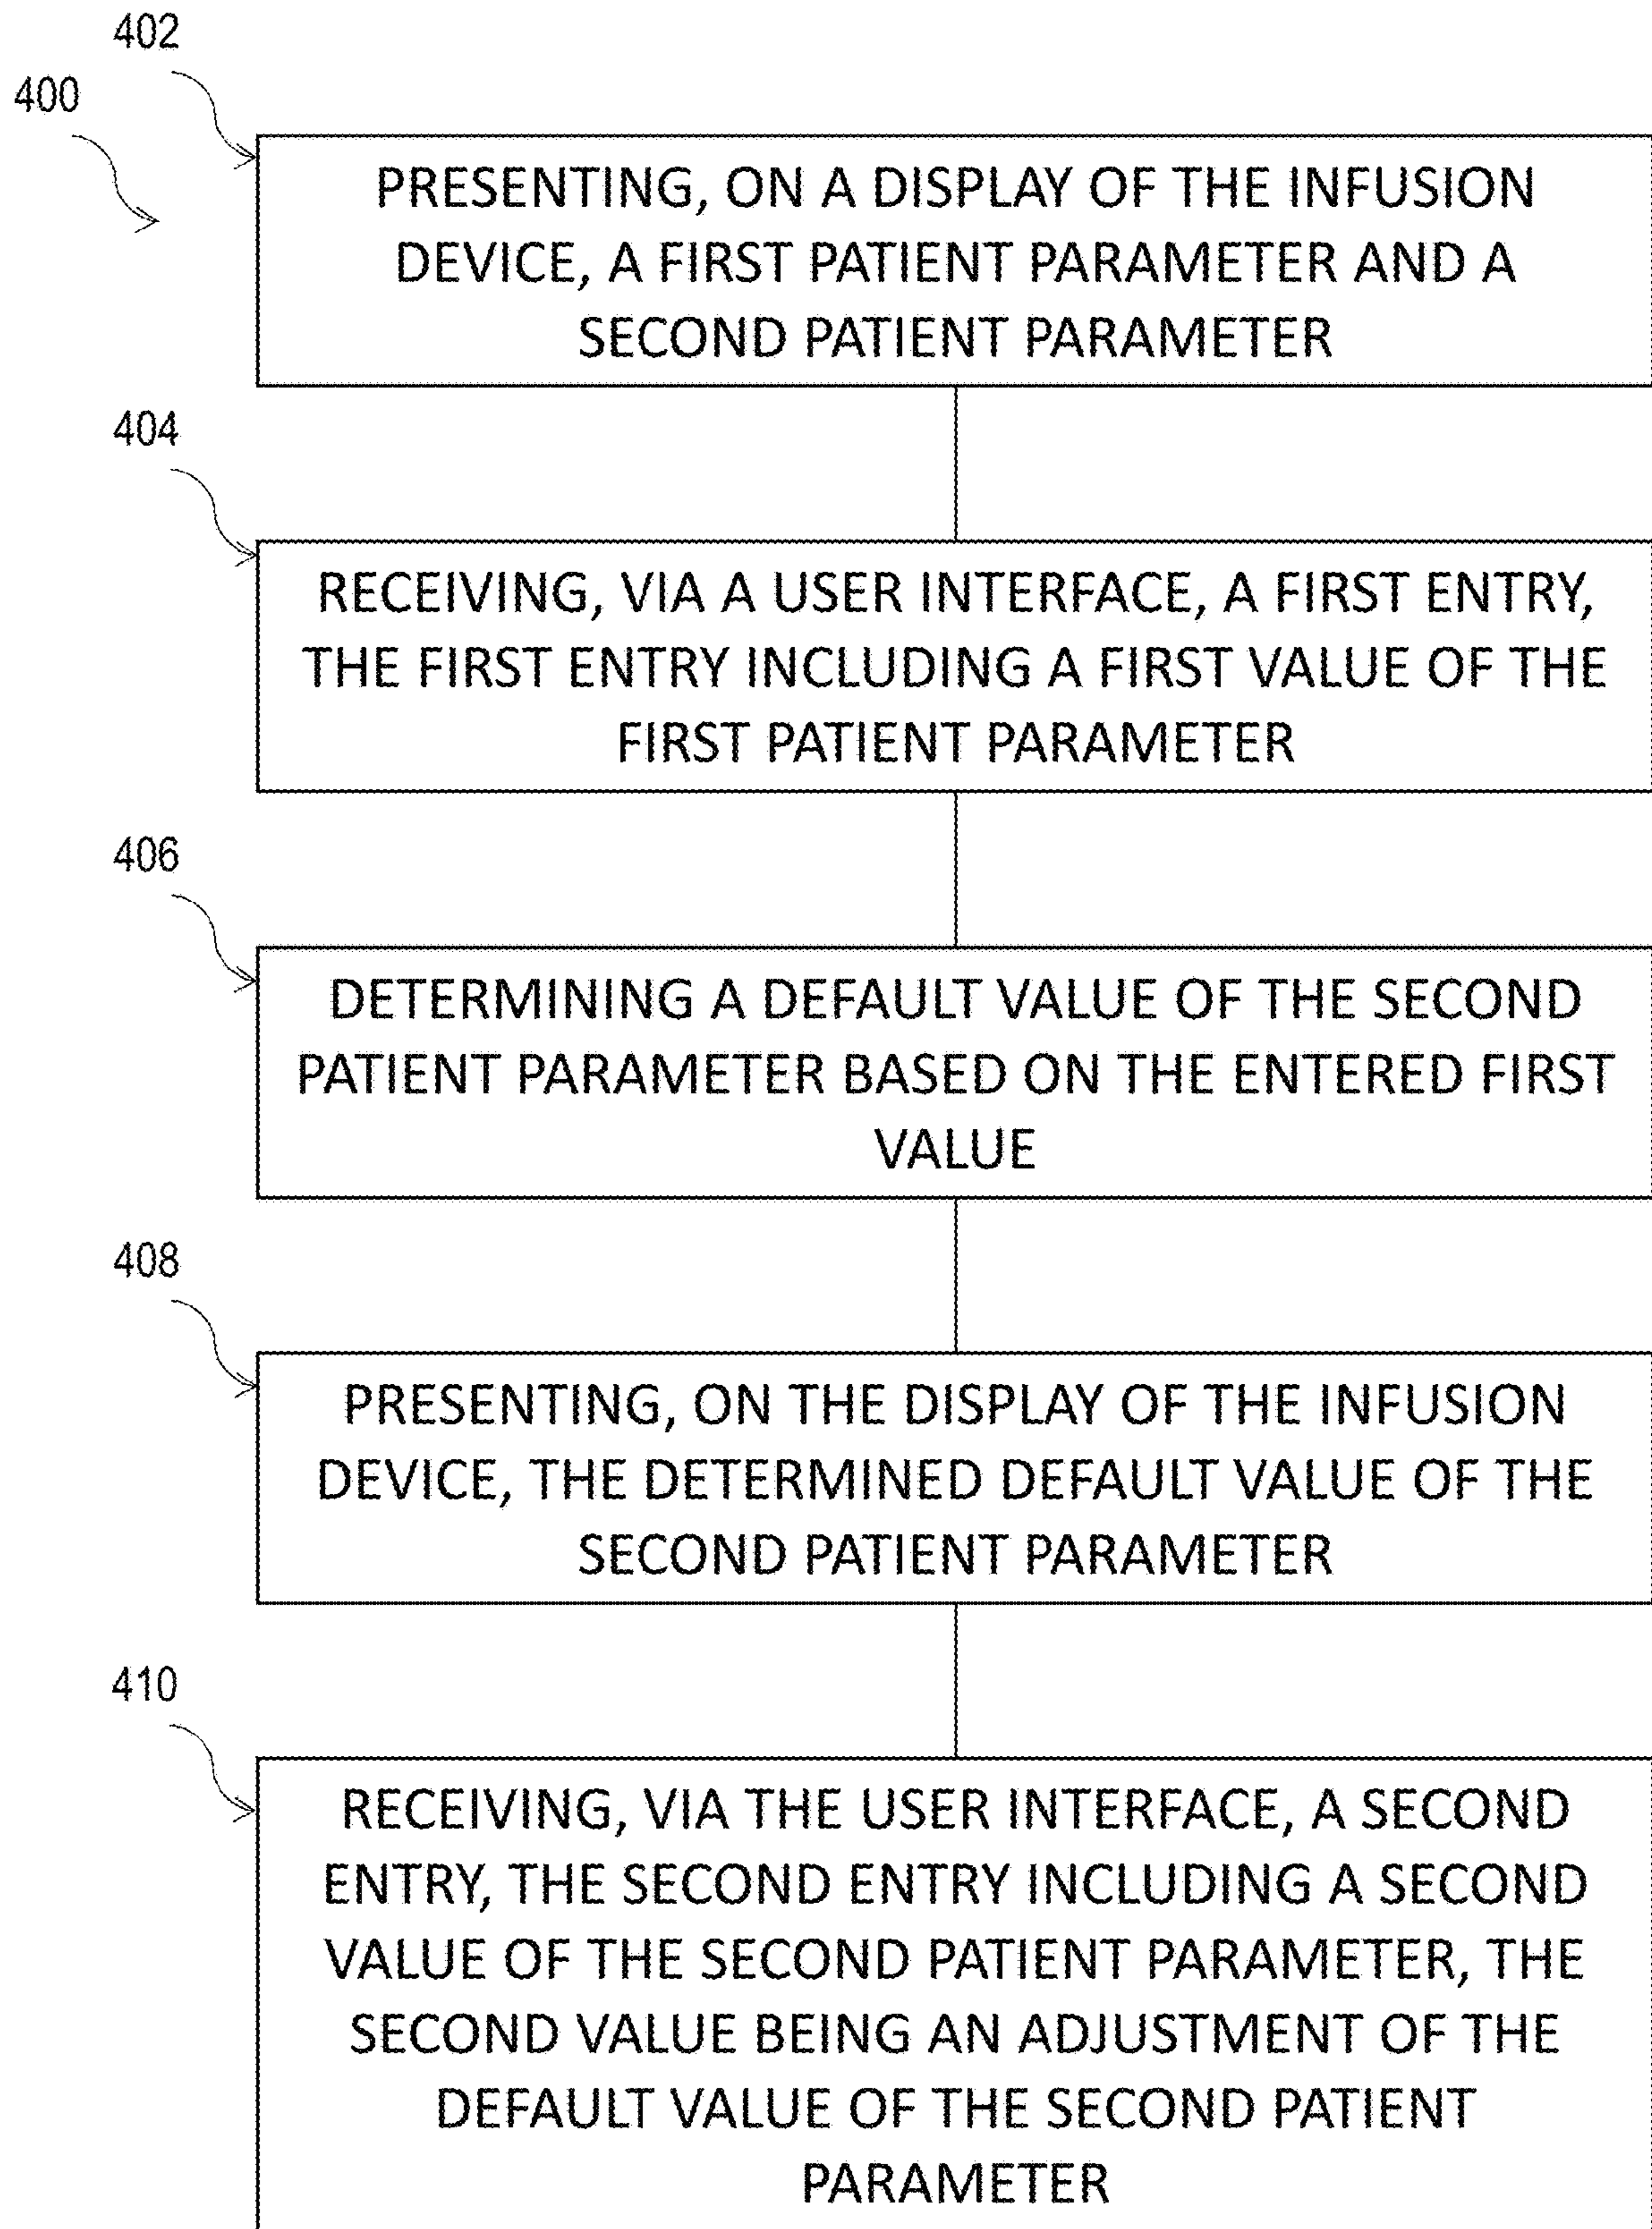 402
400
PRESENTING, ON A DISPLAY OF THE INFUSION
DEVICE, A FIRST PATIENT PARAMETER AND A
SECOND PATIENT PARAMETER
404
RECEIVING, VIA A USER INTERFACE, A FIRST ENTRY,
THE FIRST ENTRY INCLUDING A FIRST VALUE OF THE
FIRST PATIENT PARAMETER
406
DETERMINING A DEFAULT VALUE OF THE SECOND
PATIENT PARAMETER BASED ON THE ENTERED FIRST
VALUE
408
PRESENTING, ON THE DISPLAY OF THE INFUSION
DEVICE, THE DETERMINED DEFAULT VALUE OF THE
SECOND PATIENT PARAMETER
410
RECEIVING, VIA THE USER INTERFACE, A SECOND
ENTRY, THE SECOND ENTRY INCLUDING A SECOND
VALUE OF THE SECOND PATIENT PARAMETER, THE
SECOND VALUE BEING AN ADJUSTMENT OF THE
DEFAULT VALUE OF THE SECOND PATIENT
PARAMETER